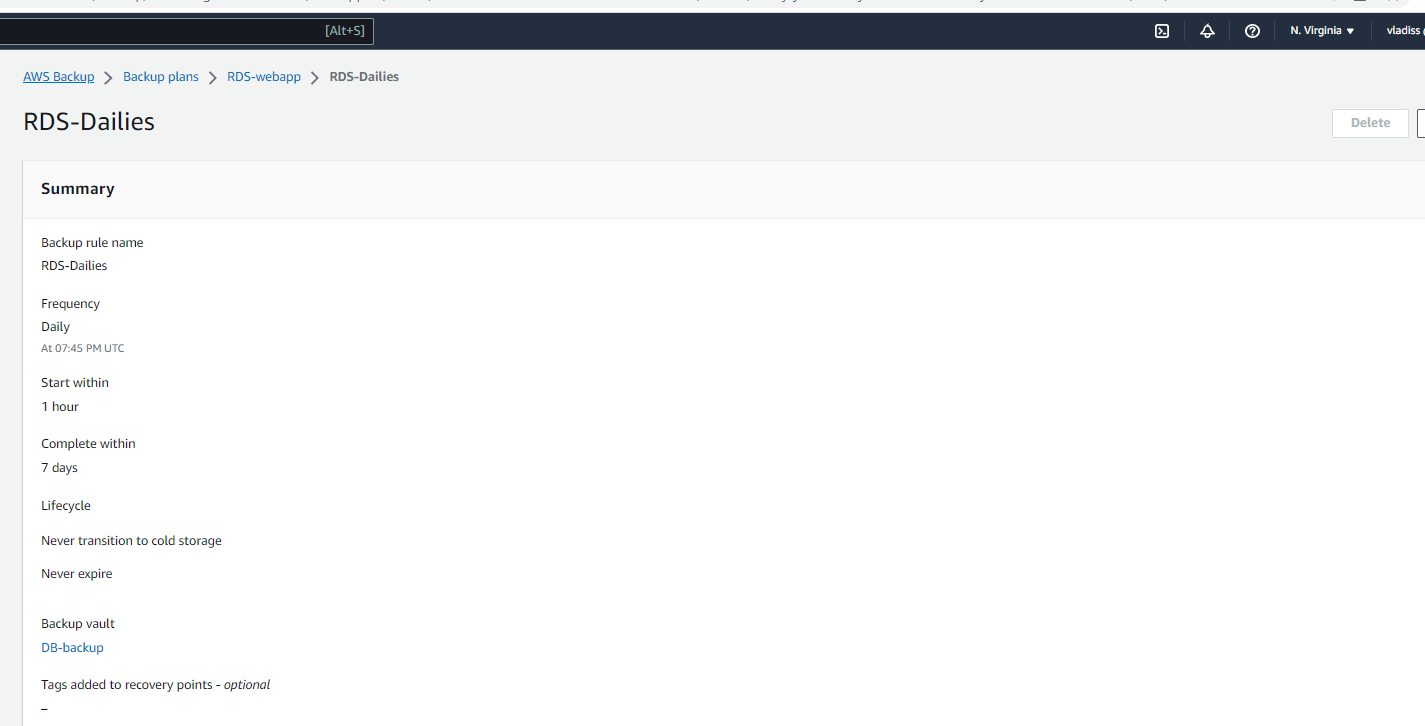 [Alt+S]
N. Virginia
vladiss
AWS Backup
Backup plans
RDS-webapp
RDS-Dailies
RDS-Dailies
Delete
Summary
Backup rule name
RDS-Dailies
Frequency
Daily
At 07:45 PM UTC
Start within
1 hour
Complete within
7 days
Lifecycle
Never transition to cold storage
Never expire
Backup vault
DB-backup
Tags added to recovery points - optional
–